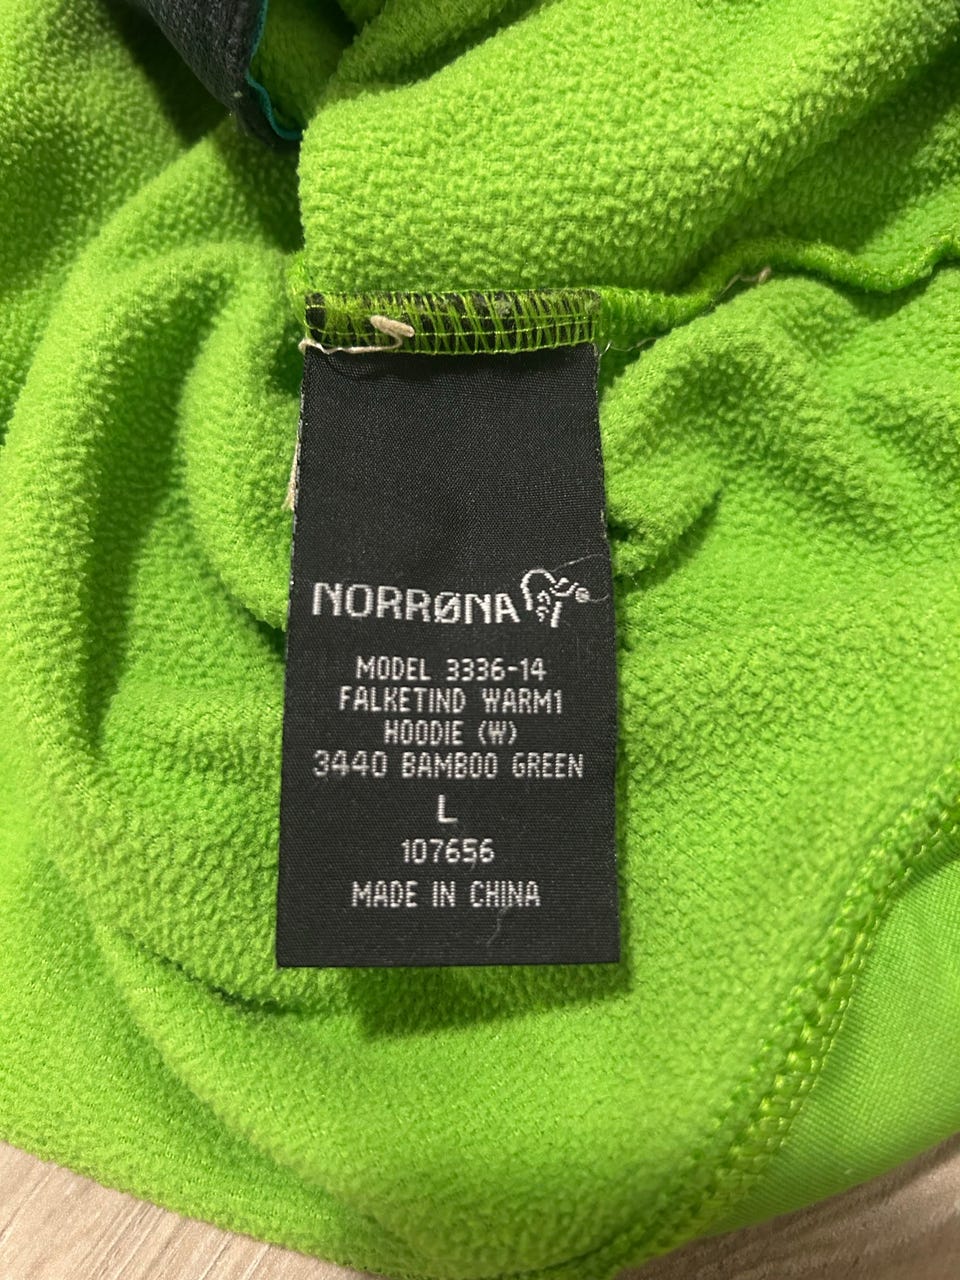 NORRØNA
MODEL 3336-14
FALKETIND WARM1
HOODIE (W)
3440 BAMBOO GREEN
L
107656
MADE IN CHINA